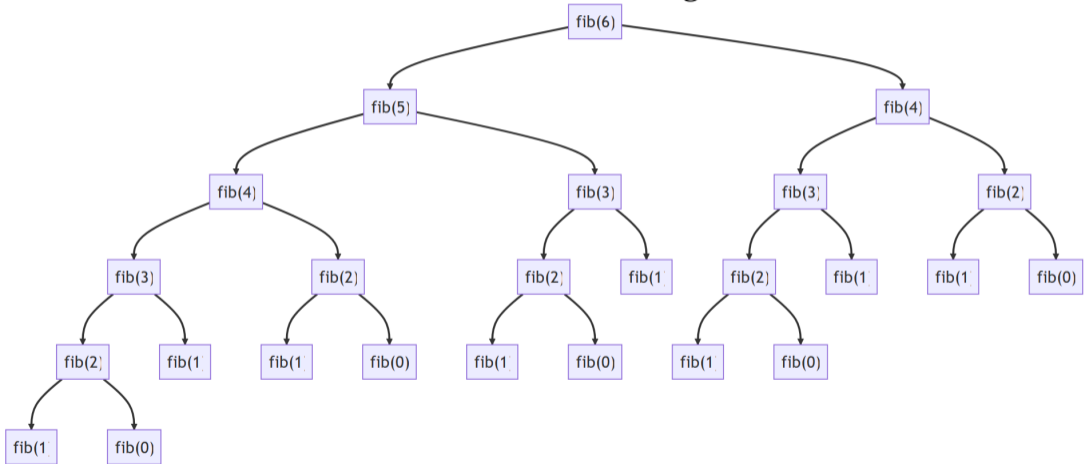 fib(6)
fib(5) fib(4)
fib(4) fib(3) fib(3) fib(2)
fib(3) fib(2) fib(2) fib(1) fib(2) fib(1) fib(1) fib(0)
fib(2) fib(1) fib(1) fib(0) fib(1) fib(0) fib(1) fib(0)
fib(1) fib(0)